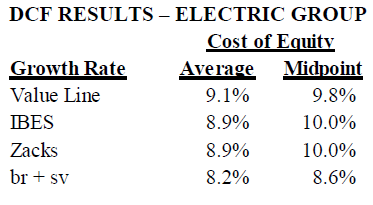 DCF RESULTS – ELECTRIC GROUP
Cost of Equity
Growth Rate Average Midpoint
Value Line 9.1% 9.8%
IBES 8.9% 10.0%
Zacks 8.9% 10.0%
br + sv 8.2% 8.6%